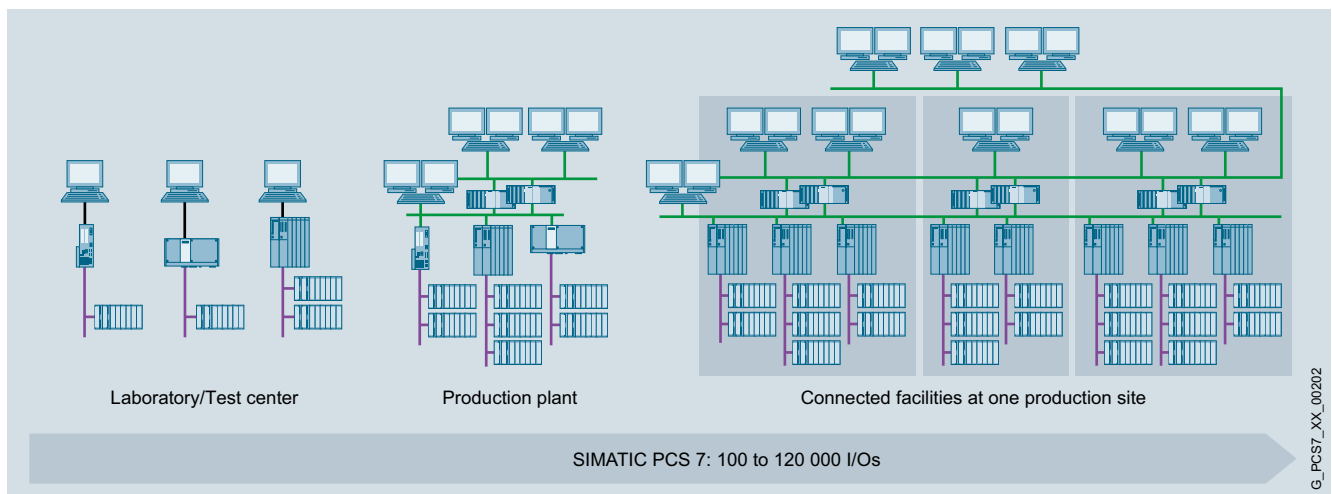 Laboratory/Test center
Production plant
Connected facilities at one production site
SIMATIC PCS 7: 100 to 120 000 I/Os
G_PCS7_XX_00202